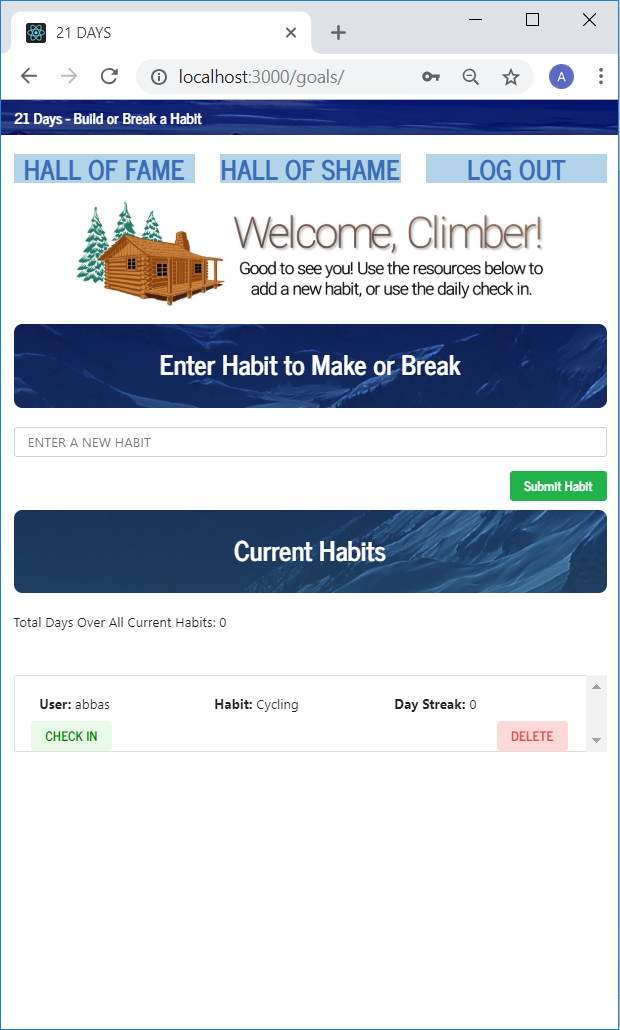 21 DAYS
localhost:3000/goals/
A
21 Days - Build or Break a Habit
HALL OF FAME HALL OF SHAME LOG OUT
Welcome, Climber!
Good to see you! Use the resources below to
add a new habit, or use the daily check in.
Enter Habit to Make or Break
ENTER A NEW HABIT
Submit Habit
Current Habits
Total Days Over All Current Habits: 0
User: abbas Habit: Cycling Day Streak: 0
CHECK IN DELETE